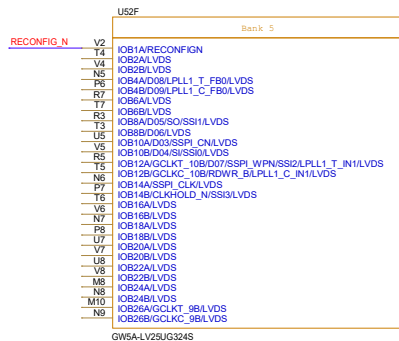 U52F
Bank 5
RECONFIG_N V2 IOB1A/RECONFIGN
T4 IOB2A/LVDS
V4 IOB2B/LVDS
N5 IOB4A/D08/LPLL1_T_FB0/LVDS
P6 IOB4B/D09/LPLL1_C_FB0/LVDS
R7 IOB6A/LVDS
T7 IOB6B/LVDS
R3 IOB8A/D05/SO/SSI1/LVDS
T3 IOB8B/D06/LVDS
U5 IOB10A/D03/SSPI_CN/LVDS
V5 IOB10B/D04/SI/SSI0/LVDS
R5 IOB12A/GCLKT_10B/D07/SSPI_WPN/SSI2/LPLL1_T_IN1/LVDS
T5 IOB12B/GCLKC_10B/RDWR_B/LPLL1_C_IN1/LVDS
N6 IOB14A/SSPI_CLK/LVDS
P7 IOB14B/CLKHOLD_N/SSI3/LVDS
T6 IOB16A/LVDS
V6 IOB16B/LVDS
N7 IOB18A/LVDS
P8 IOB18B/LVDS
U7 IOB20A/LVDS
V7 IOB20B/LVDS
U8 IOB22A/LVDS
V8 IOB22B/LVDS
M8 IOB24A/LVDS
N8 IOB24B/LVDS
M10 IOB26A/GCLKT_9B/LVDS
N9 IOB26B/GCLKC_9B/LVDS
GW5A-LV25UG324S